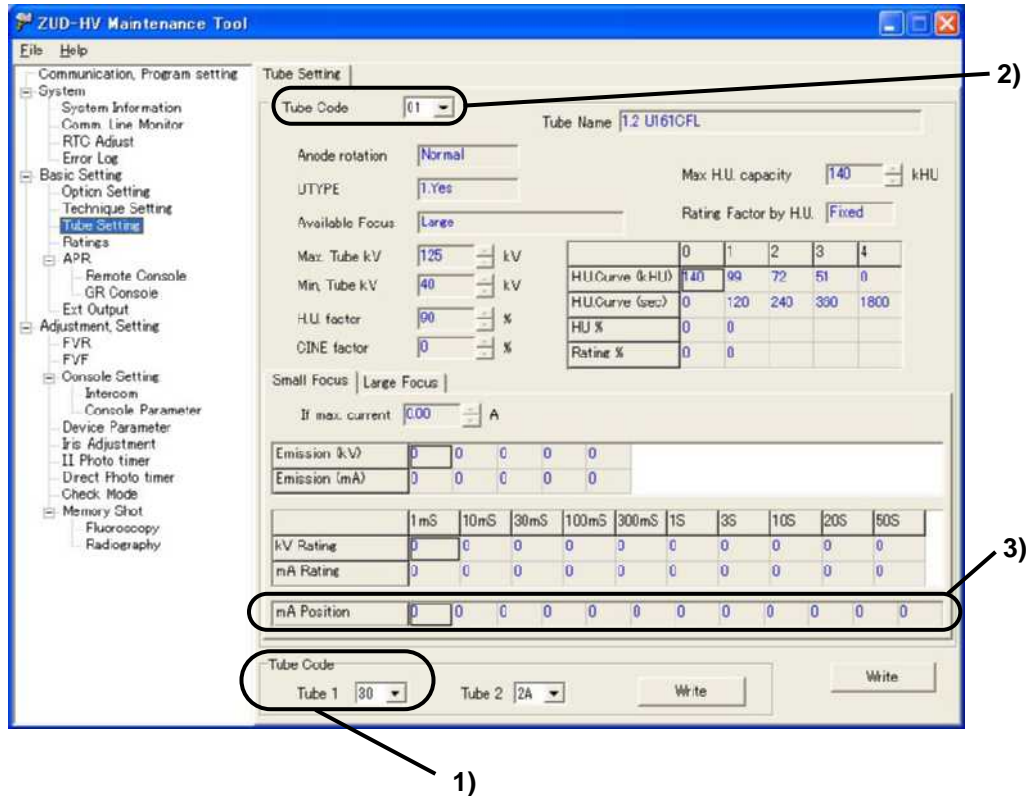 ZUD-HV Maintenance Tool
File Help
Communication, Program setting
System
System Information
Comm. Line Monitor
RTC Adjust
Error Log
Basic Setting
Option Setting
Technique Setting
Tube Setting
Ratings
APR
Remote Console
GR Console
Ext Output
Adjustment, Setting
FVR
FVF
Console Setting
Intercom
Console Parameter
Device Parameter
Iris Adjustment
II Photo timer
Direct Photo timer
Check Mode
Memory Shot
Fluoroscopy
Radiography
Tube Setting
2)
Tube Code 01
Tube Name 1.2 U161CFL
Anode rotation Normal
Max H.U. capacity 140 kHU
UTYPE 1.Yes
Rating Factor by H.U. Fixed
Available Focus Large
Max. Tube kV 125 kV
Min. Tube kV 40 kV
H.U. factor 90 %
CINE factor 0 %
0 1 2 3 4
H.U.Curve (kHU) 140 99 72 51 0
H.U.Curve (sec) 0 120 240 360 1800
HU % 0 0
Rating % 0 0
Small Focus Large Focus
If max. current 0.00 A
Emission (kV) 0 0 0 0 0
Emission (mA) 0 0 0 0 0
1mS 10mS 30mS 100mS 300mS 1S 3S 10S 20S 50S
kV Rating 0 0 0 0 0 0 0 0 0 0
mA Rating 0 0 0 0 0 0 0 0 0 0
3)
mA Position 0 0 0 0 0 0 0 0 0 0 0 0
Tube Code
Tube 1 30 Tube 2 2A Write
Write
1)